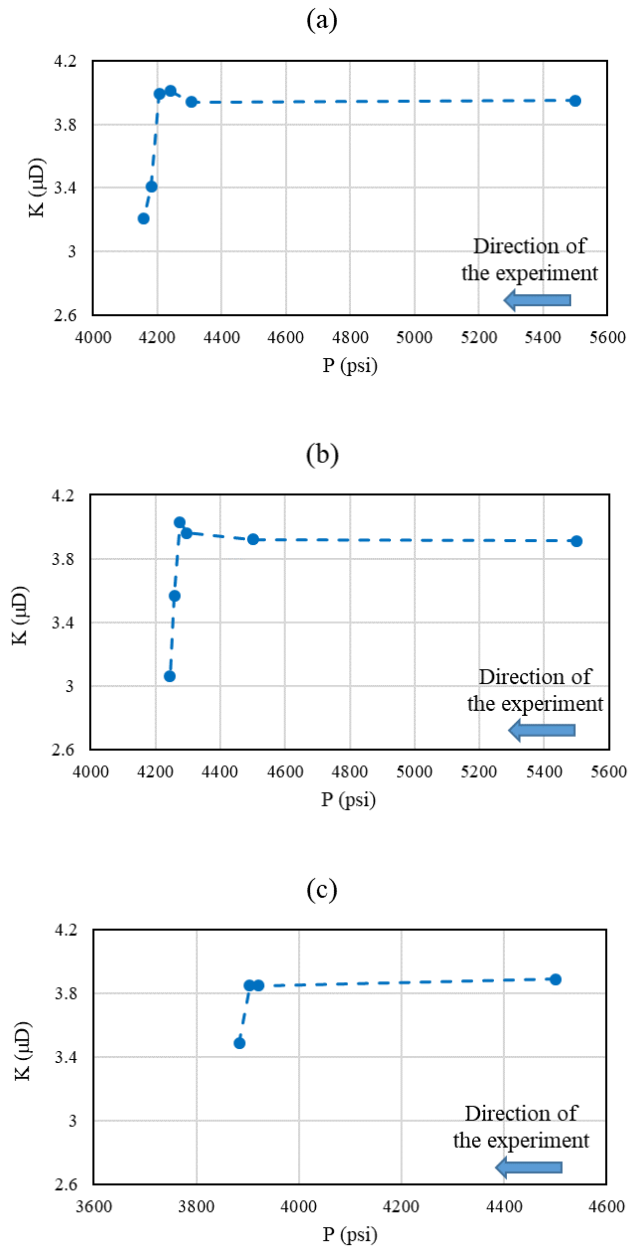 (a)
4.2
3.8
3.4
3
2.6
K (μD)
4000 4200 4400 4600 4800 5000 5200 5400 5600
P (psi)
Direction of
the experiment
(b)
4.2
3.8
3.4
3
2.6
K (μD)
4000 4200 4400 4600 4800 5000 5200 5400 5600
P (psi)
Direction of
the experiment
(c)
4.2
3.8
3.4
3
2.6
K (μD)
3600 3800 4000 4200 4400 4600
P (psi)
Direction of
the experiment